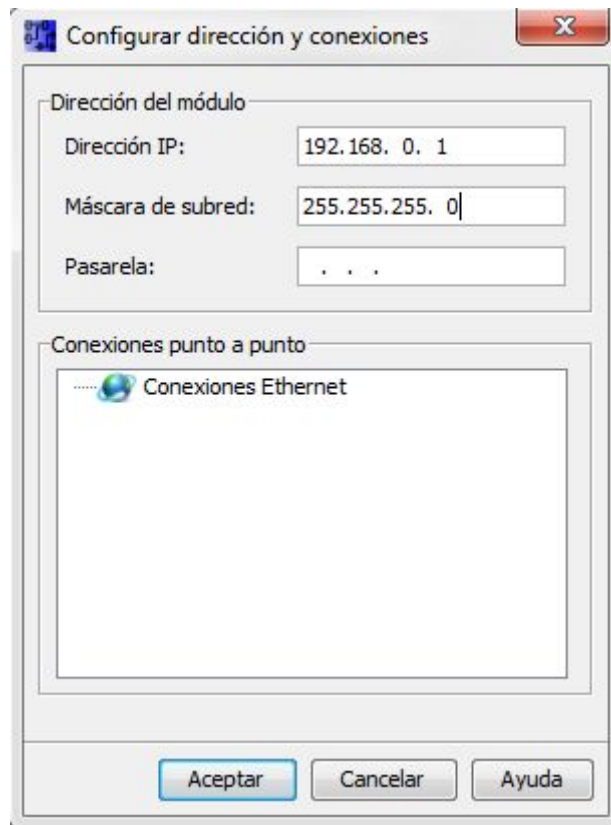 Configurar dirección y conexiones
Dirección del módulo
Dirección IP: 192.168. 0. 1
Máscara de subred: 255.255.255. 0
Pasarela: . . .
Conexiones punto a punto
Conexiones Ethernet
Aceptar Cancelar Ayuda